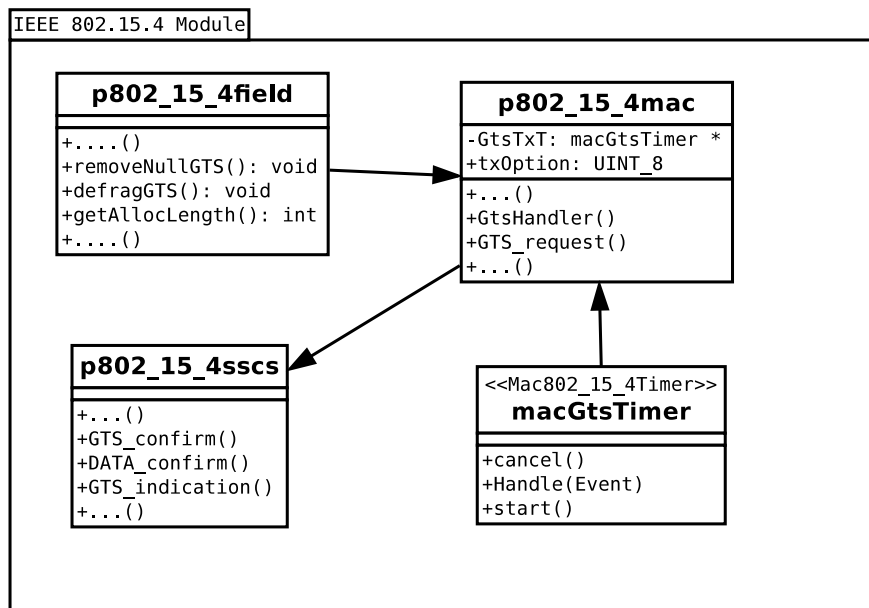 IEEE 802.15.4 Module
p802_15_4field
+....()
+removeNullGTS(): void
+defragGTS(): void
+getAllocLength(): int
+....()
p802_15_4mac
-GtsTxT: macGtsTimer *
+txOption: UINT_8
+...()
+GtsHandler()
+GTS_request()
+...()
p802_15_4sscs
+...()
+GTS_confirm()
+DATA_confirm()
+GTS_indication()
+...()
<<Mac802_15_4Timer>>
macGtsTimer
+cancel()
+Handle(Event)
+start()